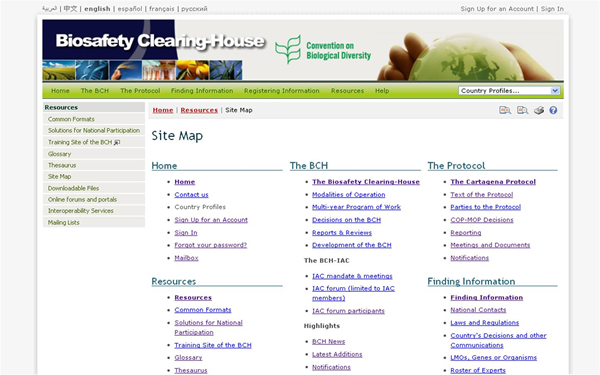 العربية | 中文 | english | español | français | русский
Sign Up for an Account | Sign In
Biosafety Clearing-House
Convention on
Biological Diversity
Home The BCH The Protocol Finding Information Registering Information Resources Help
Country Profiles...
Resources
Common Formats
Solutions for National Participation
Training Site of the BCH
Glossary
Thesaurus
Site Map
Downloadable Files
Online forums and portals
Interoperability Services
Mailing Lists
Home | Resources | Site Map
Site Map
Home
Home
Contact us
Country Profiles
Sign Up for an Account
Sign In
Forgot your password?
Mailbox
The BCH
The Biosafety Clearing-House
Modalities of Operation
Multi-year Program of Work
Decisions on the BCH
Reports & Reviews
Development of the BCH
The BCH-IAC
IAC mandate & meetings
IAC forum (limited to IAC
members)
IAC forum participants
Highlights
BCH News
Latest Additions
Notifications
The Protocol
The Cartagena Protocol
Text of the Protocol
Parties to the Protocol
COP-MOP Decisions
Reporting
Meetings and Documents
Notifications
Resources
Resources
Common Formats
Solutions for National
Participation
Training Site of the BCH
Glossary
Thesaurus
Finding Information
Finding Information
National Contacts
Laws and Regulations
Country's Decisions and other
Communications
LMOs, Genes or Organisms
Roster of Experts